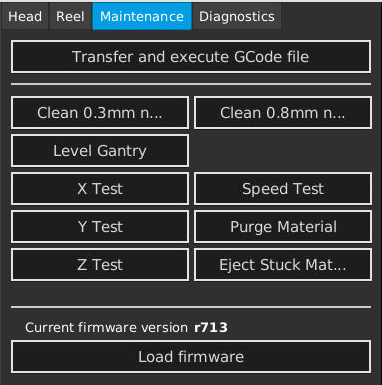 Head Reel Maintenance Diagnostics
Transfer and execute GCode file
Clean 0.3mm n... Clean 0.8mm n...
Level Gantry
X Test Speed Test
Y Test Purge Material
Z Test Eject Stuck Mat...
Current firmware version r713
Load firmware